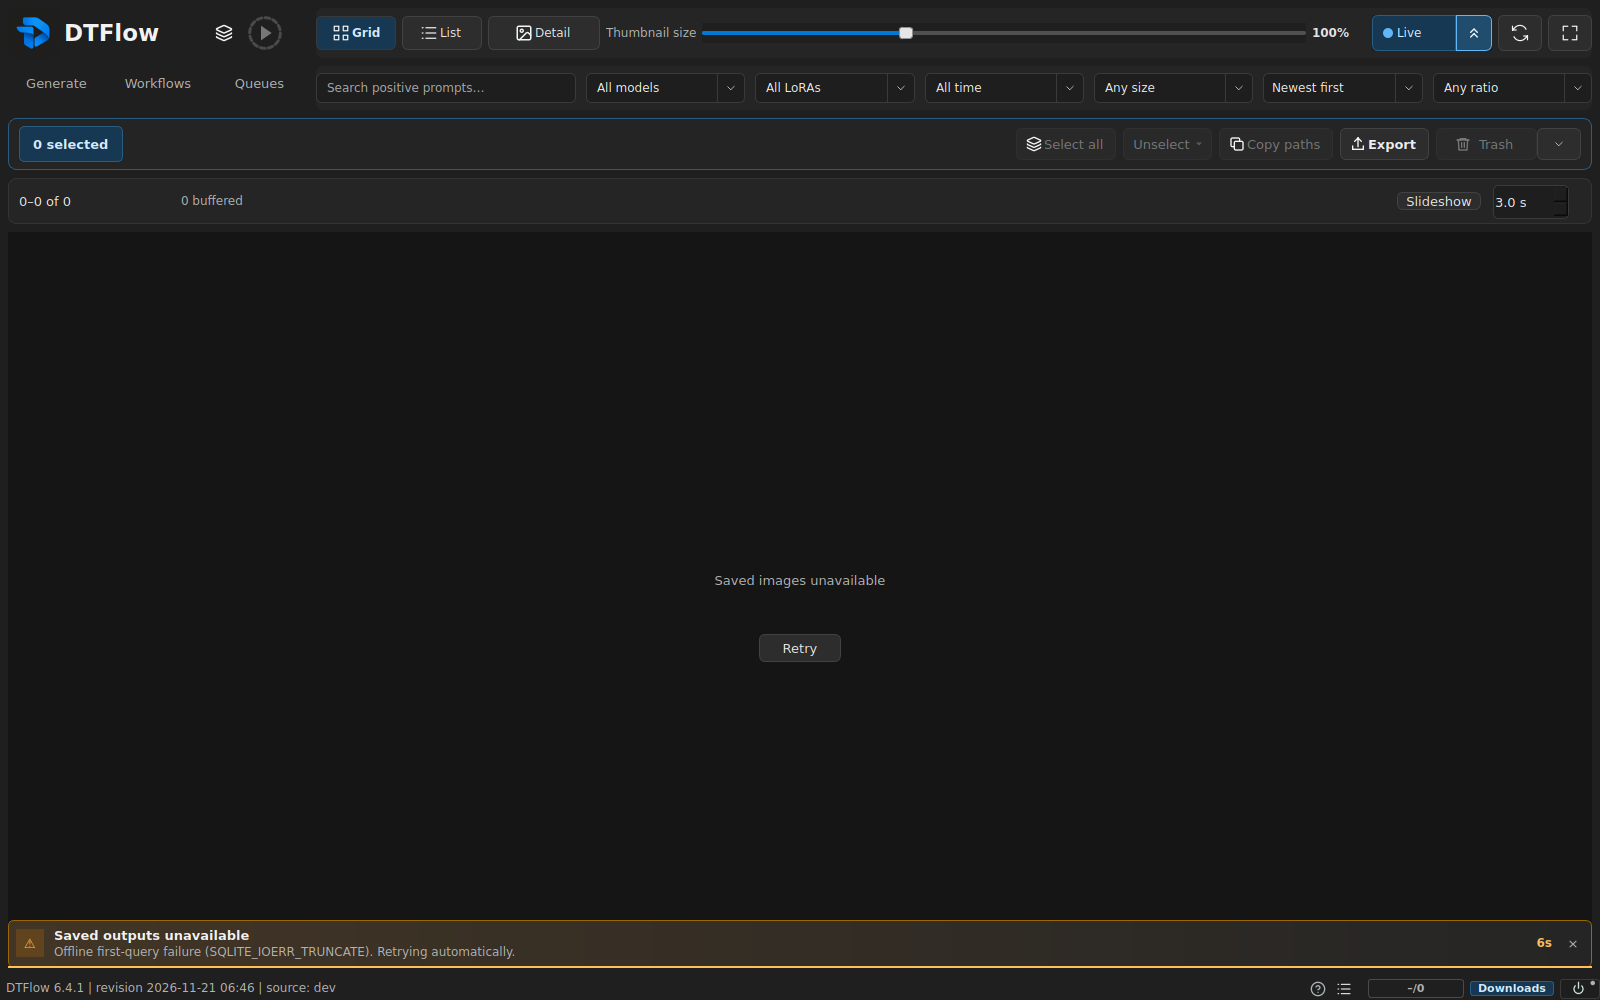 DTFlow
Grid
List
Detail
Thumbnail size
100%
Live
Generate
Workflows
Queues
Search positive prompts...
All models
All LoRAs
All time
Any size
Newest first
Any ratio
0 selected
Select all
Unselect
Copy paths
Export
Trash
0–0 of 0
0 buffered
Slideshow
3.0 s
Saved images unavailable
Retry
Saved outputs unavailable
Offline first-query failure (SQLITE_IOERR_TRUNCATE). Retrying automatically.
6s
DTFlow 6.4.1 | revision 2026-11-21 06:46 | source: dev
–/0
Downloads